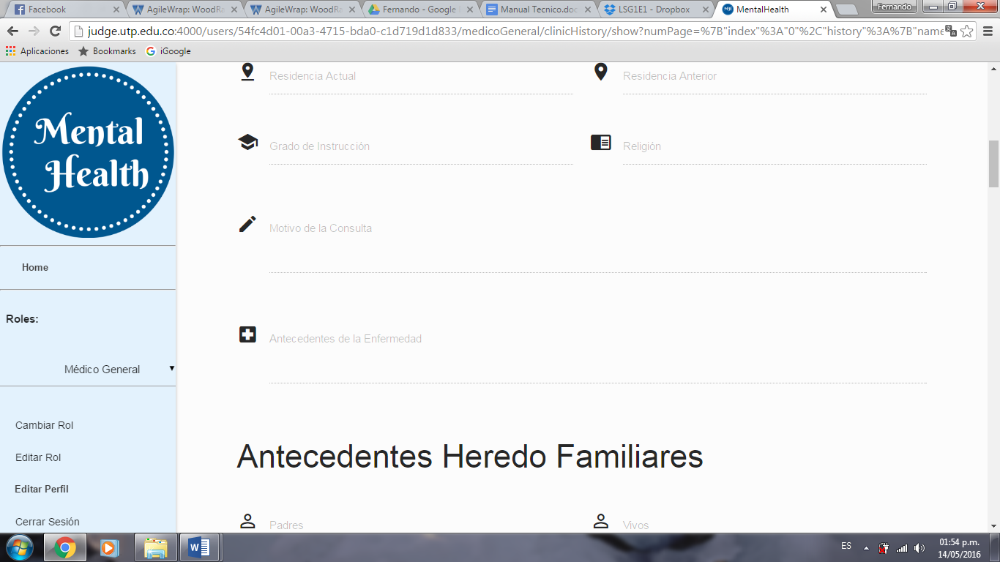 Facebook
AgileWrap: WoodRa
AgileWrap: WoodRa
Fernando - Google
Manual Tecnico.doc
LSG1E1 - Dropbox
MentalHealth
Fernando
judge.utp.edu.co:4000/users/54fc4d01-00a3-4715-bda0-c1d719d1d833/medicoGeneral/clinicHistory/show?numPage=%7B"index"%3A"0"%2C"history"%3A%7B"name
Aplicaciones
Bookmarks
iGoogle
Mental
Health
Home
Roles:
Médico General
Cambiar Rol
Editar Rol
Editar Perfil
Cerrar Sesión
Residencia Actual
Residencia Anterior
Grado de Instrucción
Religión
Motivo de la Consulta
Antecedentes de la Enfermedad
Antecedentes Heredo Familiares
Padres
Vivos
ES
01:54 p.m.
14/05/2016